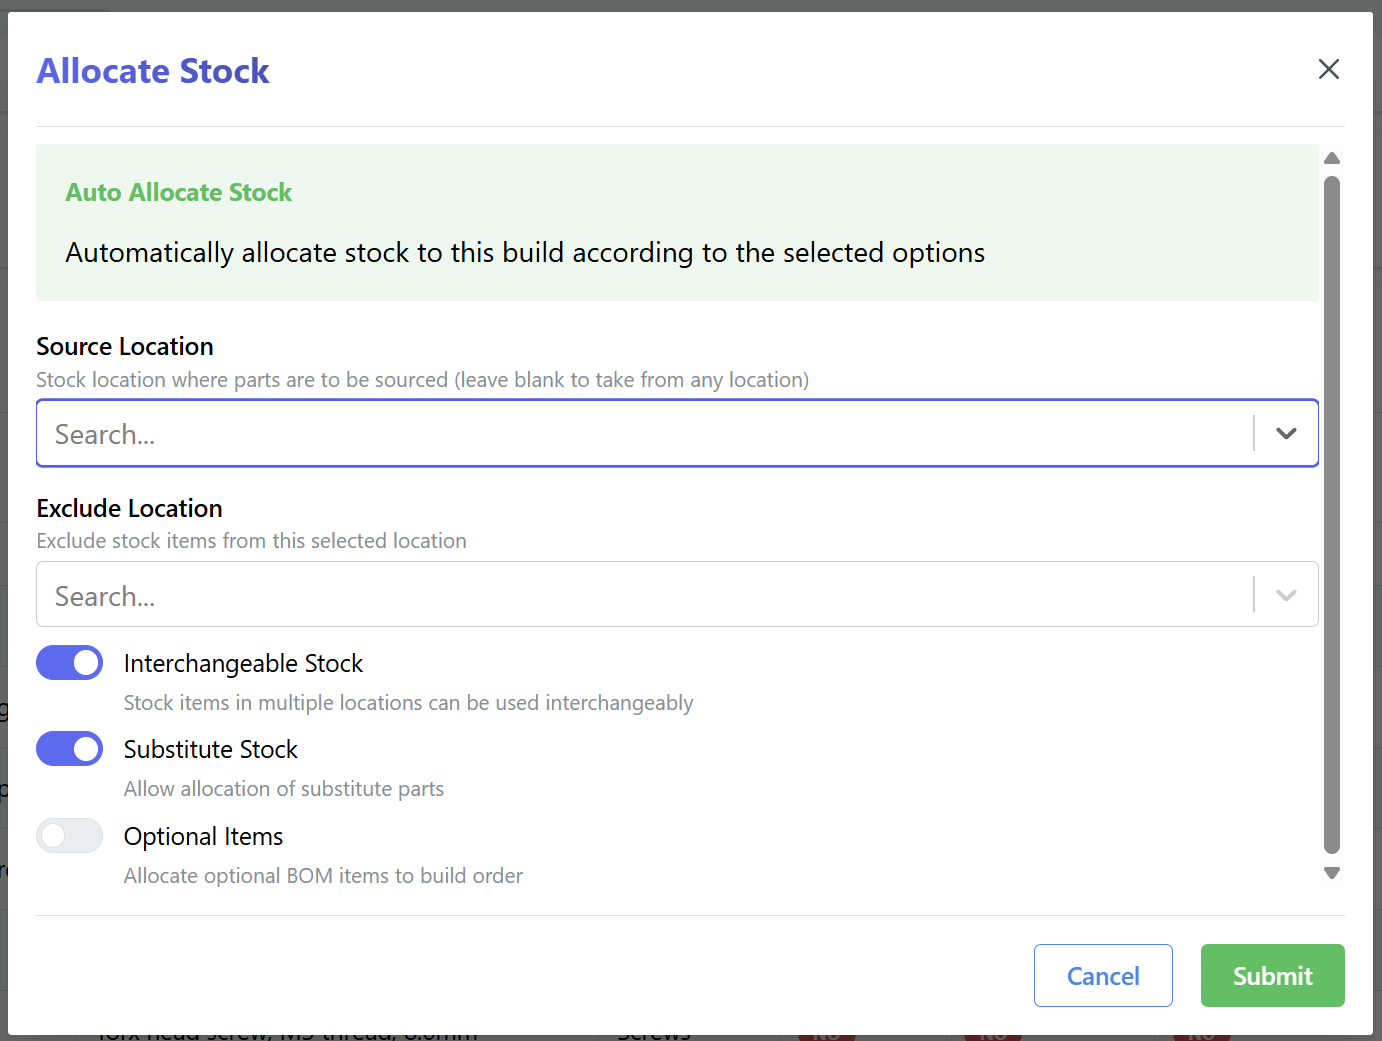 Allocate Stock
Auto Allocate Stock
Automatically allocate stock to this build according to the selected options
Source Location
Stock location where parts are to be sourced (leave blank to take from any location)
Search...
Exclude Location
Exclude stock items from this selected location
Search...
Interchangeable Stock
Stock items in multiple locations can be used interchangeably
Substitute Stock
Allow allocation of substitute parts
Optional Items
Allocate optional BOM items to build order
Cancel
Submit